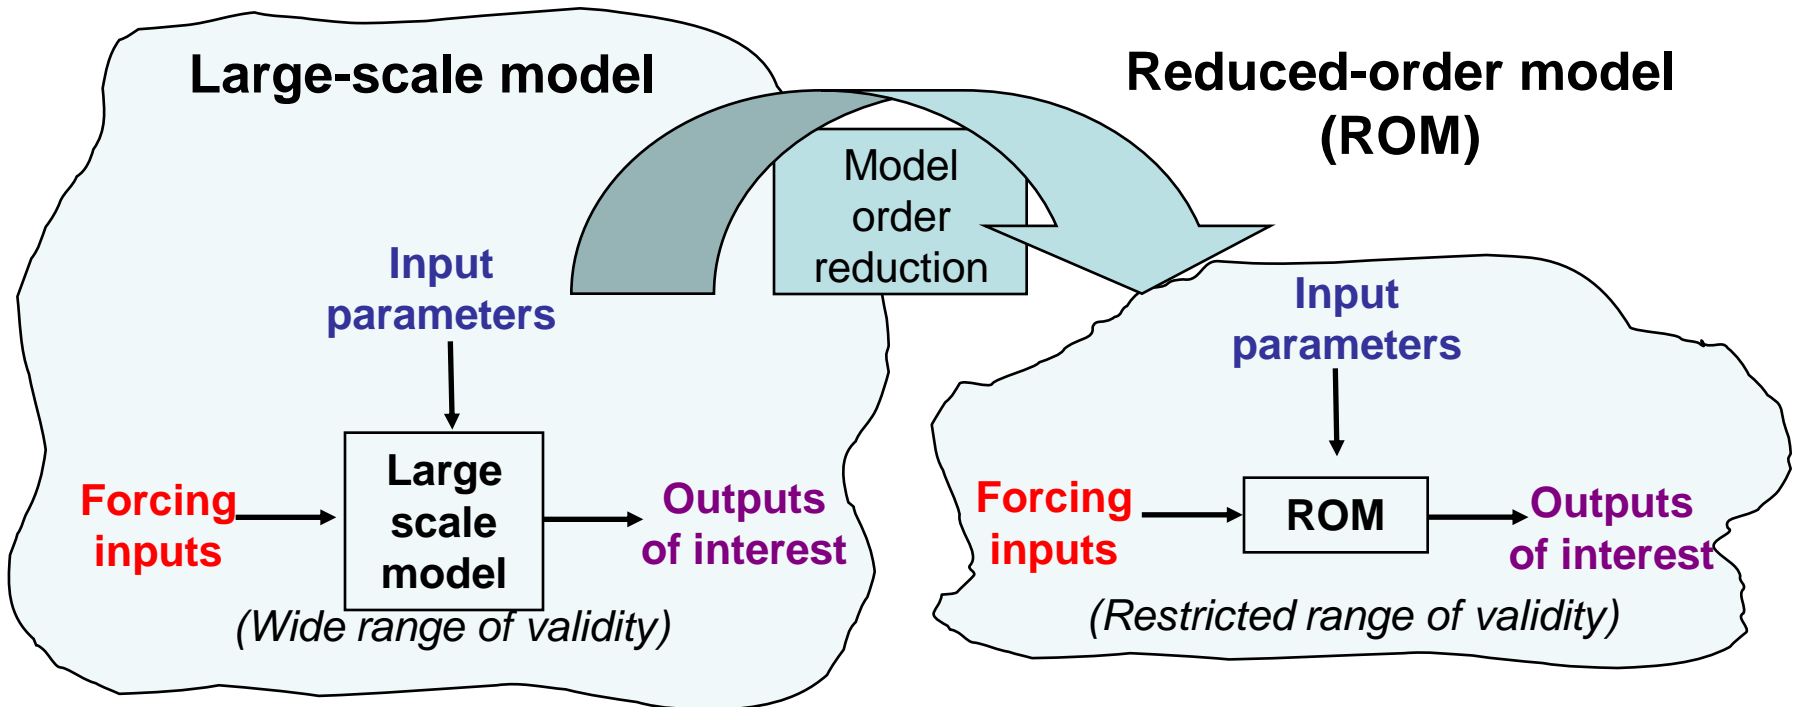 Large-scale model
Input
parameters
Forcing
inputs
Large
scale
model
Outputs
of interest
(Wide range of validity)
Model
order
reduction
Reduced-order model
(ROM)
Input
parameters
Forcing
inputs
ROM
Outputs
of interest
(Restricted range of validity)